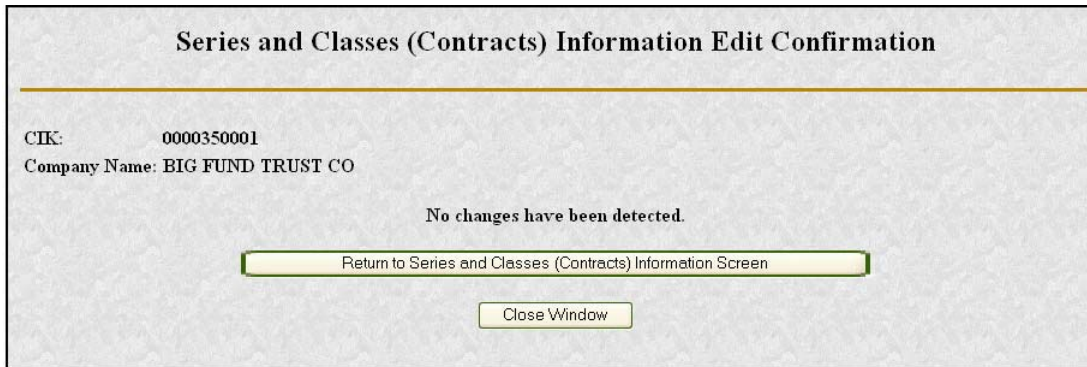 Series and Classes (Contracts) Information Edit Confirmation
CIK: 0000350001
Company Name: BIG FUND TRUST CO
No changes have been detected.
Return to Series and Classes (Contracts) Information Screen
Close Window